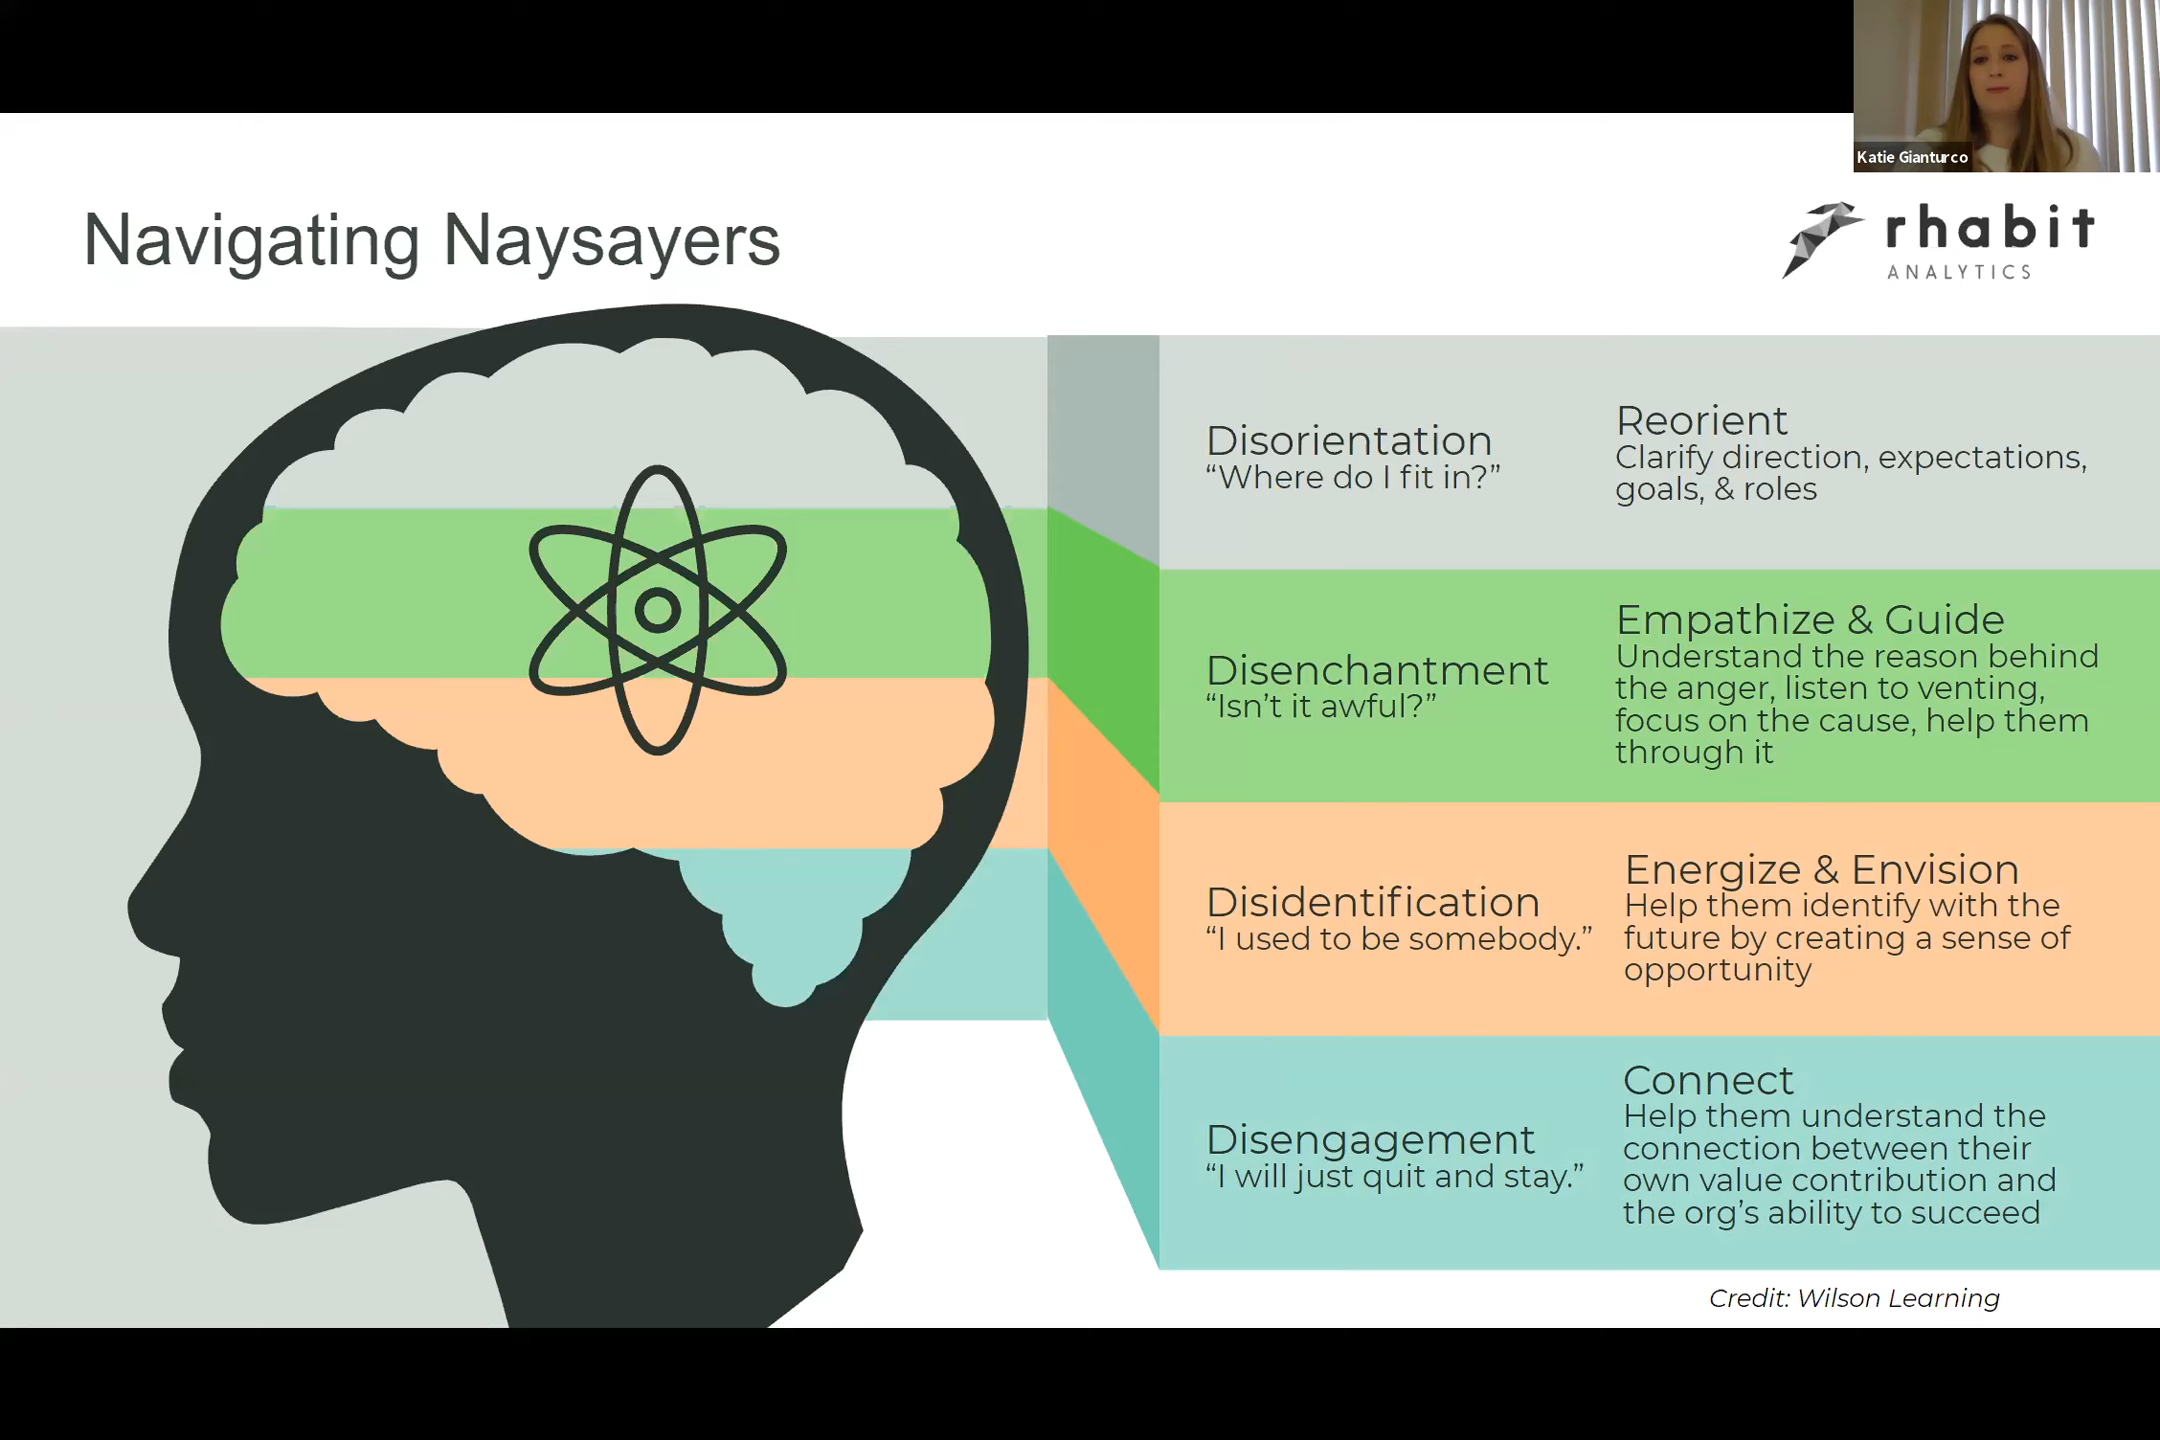 Katie Gianturco
Navigating Naysayers
rhabit
ANALYTICS
Disorientation
“Where do I fit in?”
Reorient
Clarify direction, expectations,
goals, & roles
Disenchantment
“Isn’t it awful?”
Empathize & Guide
Understand the reason behind
the anger, listen to venting,
focus on the cause, help them
through it
Disidentification
“I used to be somebody.”
Energize & Envision
Help them identify with the
future by creating a sense of
opportunity
Disengagement
“I will just quit and stay.”
Connect
Help them understand the
connection between their
own value contribution and
the org’s ability to succeed
Credit: Wilson Learning